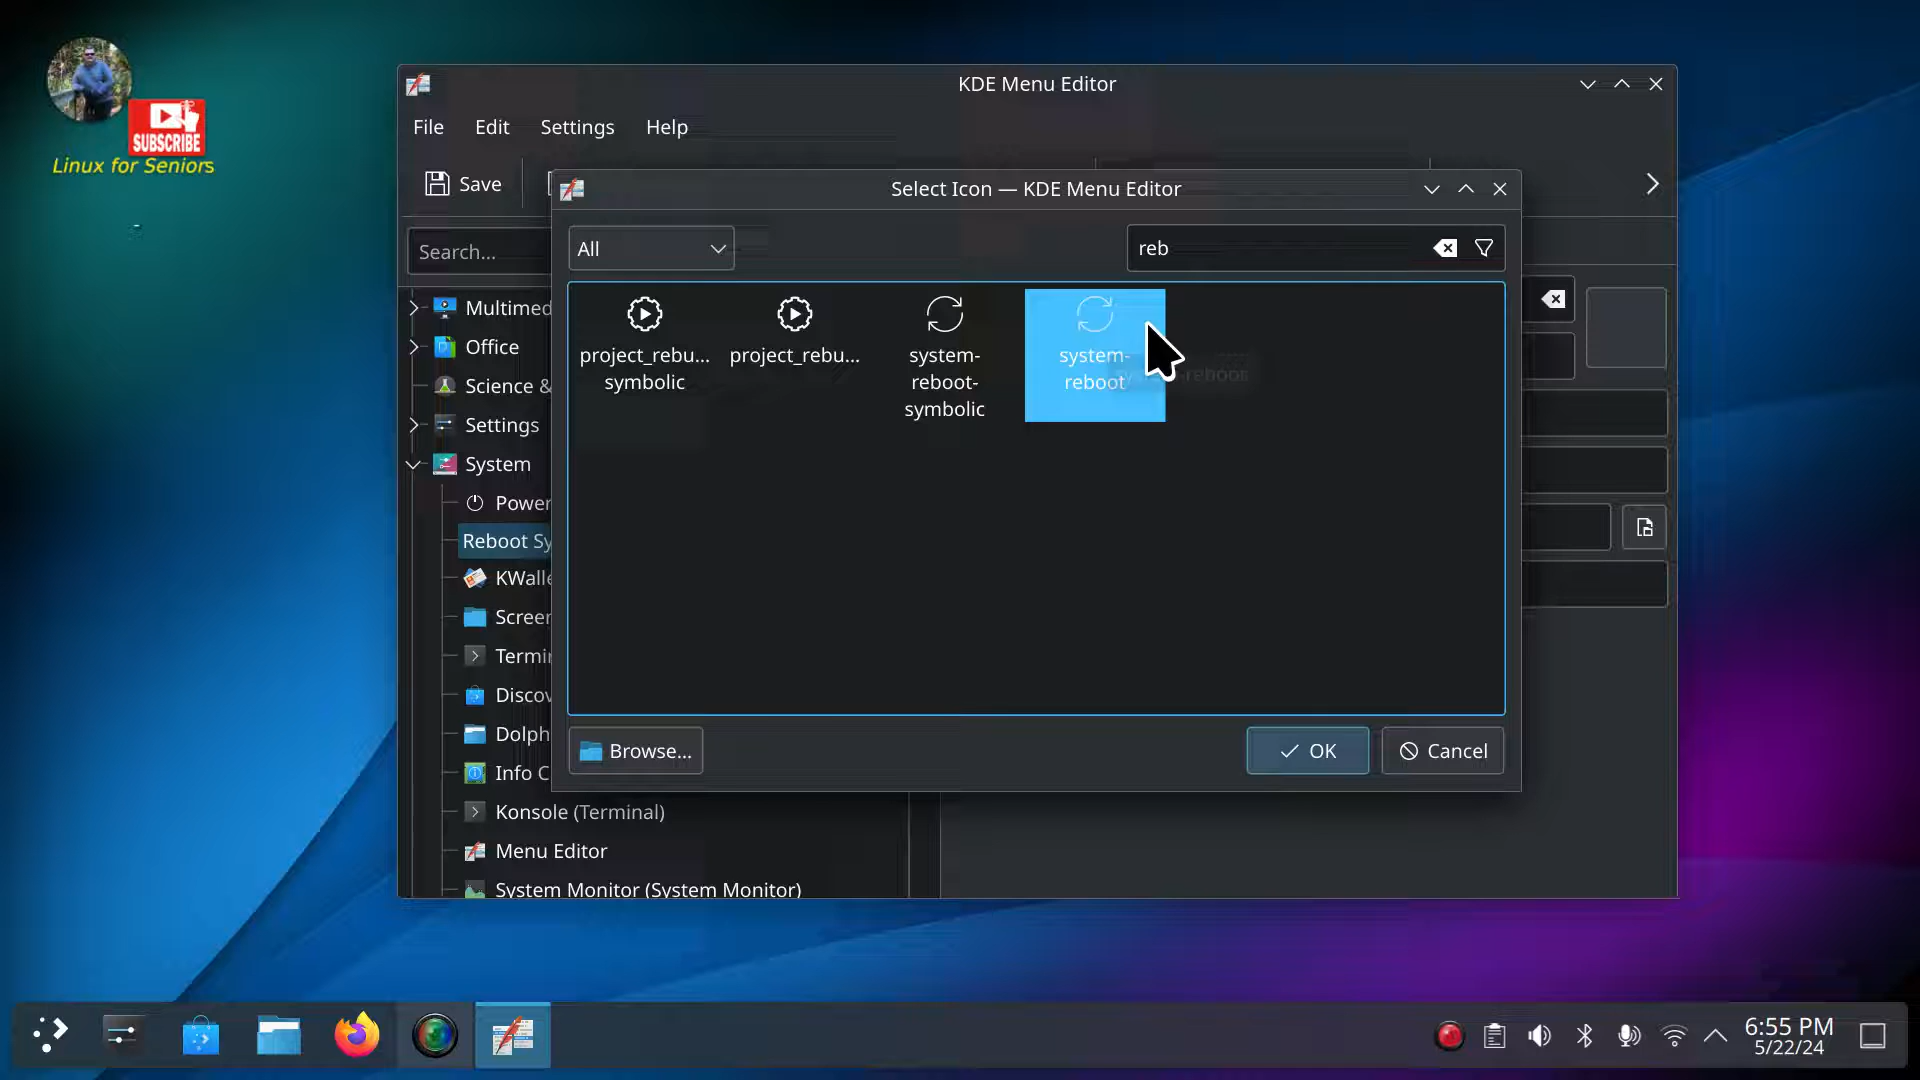 SUBSCRIBE
Linux for Seniors
KDE Menu Editor
File Edit Settings Help
Save
Select Icon — KDE Menu Editor
Search...
All
reb
project_rebu...
symbolic
project_rebu...
system-
reboot-
symbolic
system-
reboot
Multimed
Office
Science &
Settings
System
Power
Reboot Sy
KWalle
Screen
Termin
Discov
Dolph
Info C
Konsole (Terminal)
Menu Editor
System Monitor (System Monitor)
Browse...
OK
Cancel
6:55 PM
5/22/24